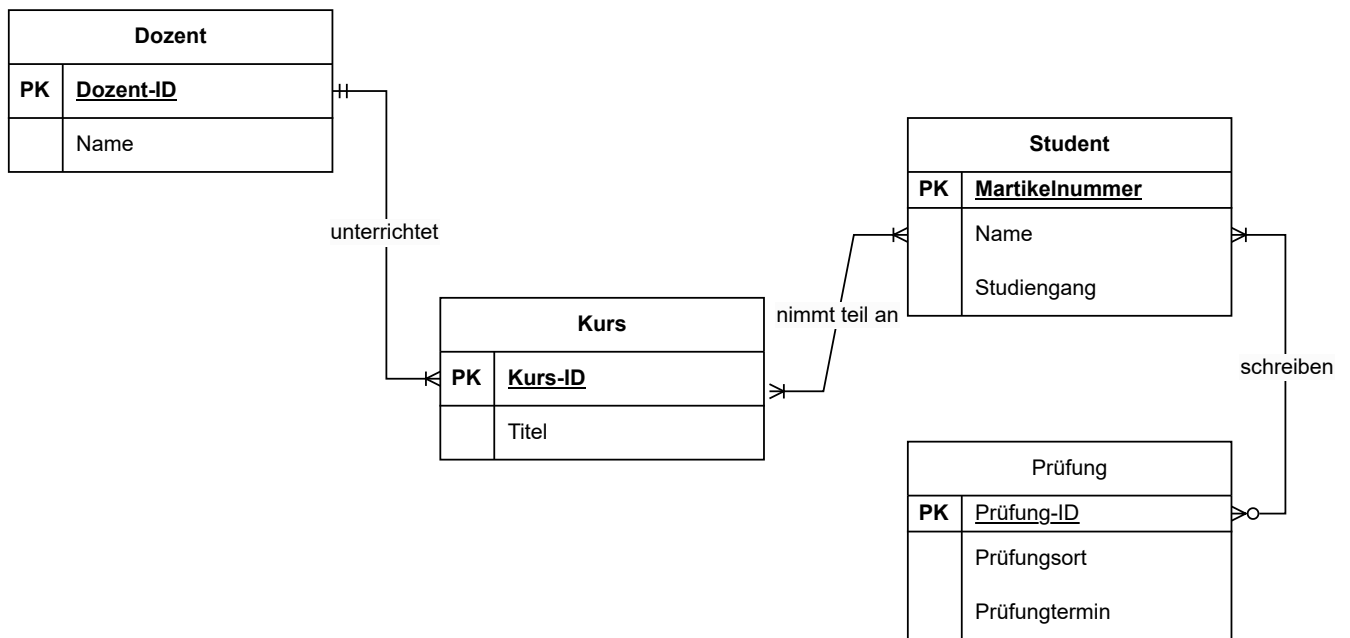 Dozent
PK Dozent-ID
Name
unterrichtet
Kurs
PK Kurs-ID
Titel
nimmt teil an
Student
PK Martikelnummer
Name
Studiengang
schreiben
Prüfung
PK Prüfung-ID
Prüfungsort
Prüfungtermin